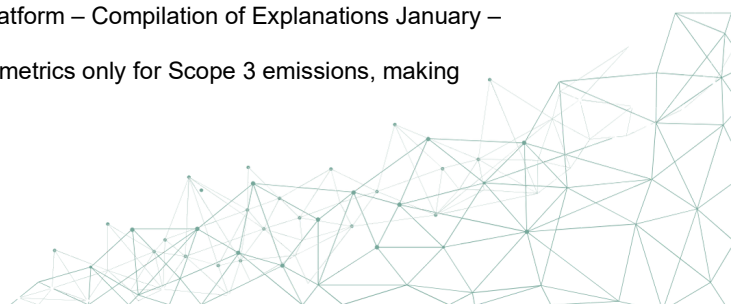 atform – Compilation of Explanations January –
metrics only for Scope 3 emissions, making